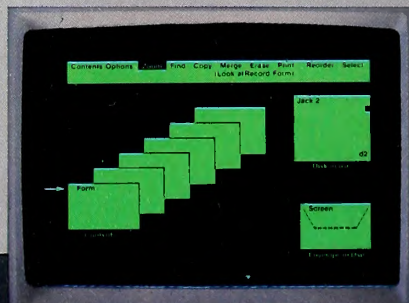 Contents Options Zoom Find Copy Merge Erase Print Reorder Select
(Look at Record Form)
Jack 2
d2
Form
Screen